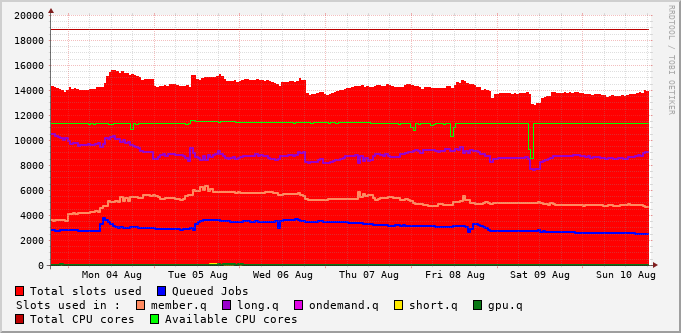 20000
18000
16000
14000
12000
10000
8000
6000
4000
2000
0
Mon 04 Aug Tue 05 Aug Wed 06 Aug Thu 07 Aug Fri 08 Aug Sat 09 Aug Sun 10 Aug
RRDTOOL / TOBI OETIKER
Total slots used Queued Jobs
Slots used in : member.q long.q ondemand.q short.q gpu.q
Total CPU cores Available CPU cores